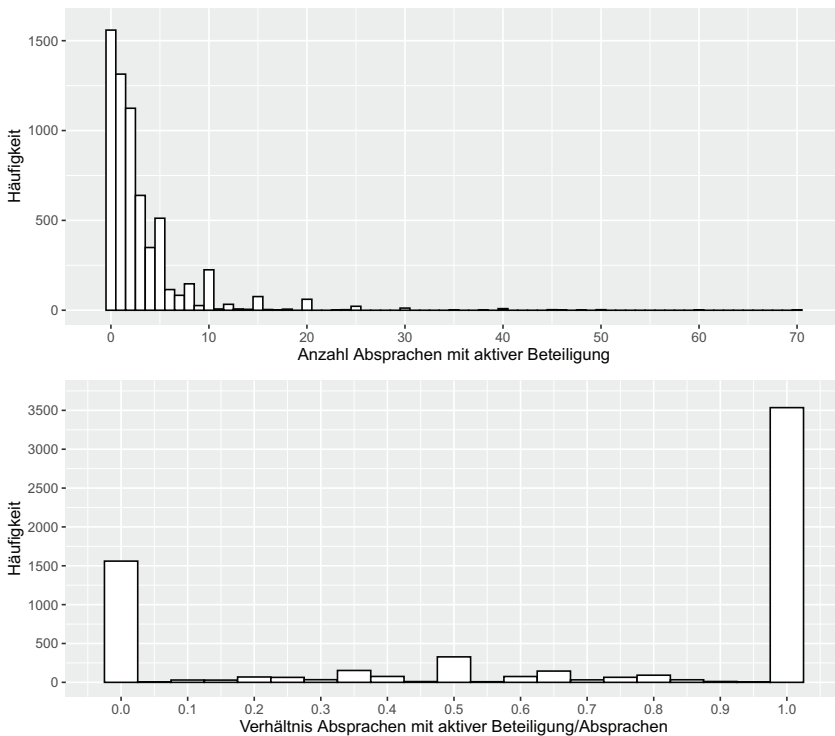 Häufigkeit
1500
1000
500
0
0 10 20 30 40 50 60 70
Anzahl Absprachen mit aktiver Beteiligung
Häufigkeit
3500
3000
2500
2000
1500
1000
500
0
0.0 0.1 0.2 0.3 0.4 0.5 0.6 0.7 0.8 0.9 1.0
Verhältnis Absprachen mit aktiver Beteiligung/Absprachen